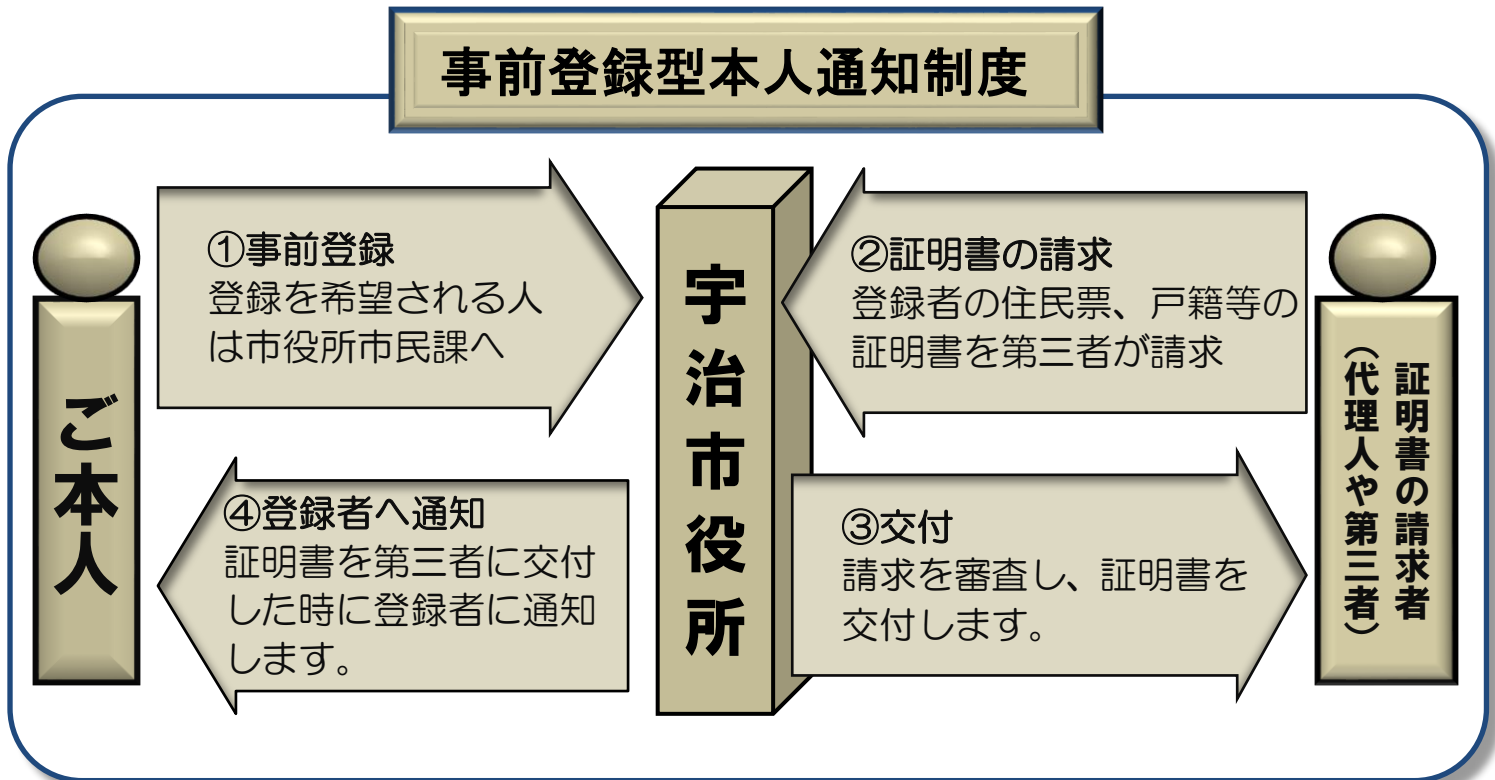 事前登録型本人通知制度
ご本人
①事前登録
登録を希望される人
は市役所市民課へ
宇治市役所
②証明書の請求
登録者の住民票、戸籍等の
証明書を第三者が請求
証明書の請求者
（代理人や第三者）
③交付
請求を審査し、証明書を
交付します。
④登録者へ通知
証明書を第三者に交付
した時に登録者に通知
します。